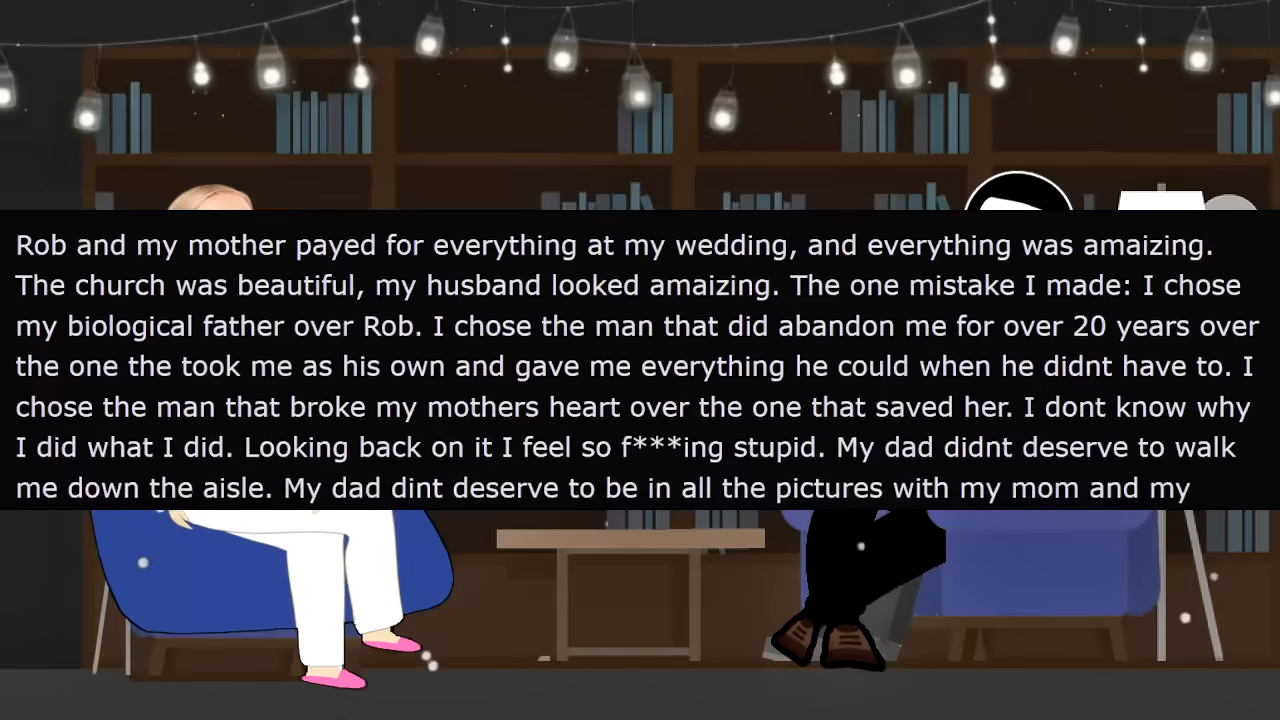 Rob and my mother payed for everything at my wedding, and everything was amaizing.
The church was beautiful, my husband looked amaizing. The one mistake I made: I chose
my biological father over Rob. I chose the man that did abandon me for over 20 years over
the one the took me as his own and gave me everything he could when he didnt have to. I
chose the man that broke my mothers heart over the one that saved her. I dont know why
I did what I did. Looking back on it I feel so f***ing stupid. My dad didnt deserve to walk
me down the aisle. My dad dint deserve to be in all the pictures with my mom and my